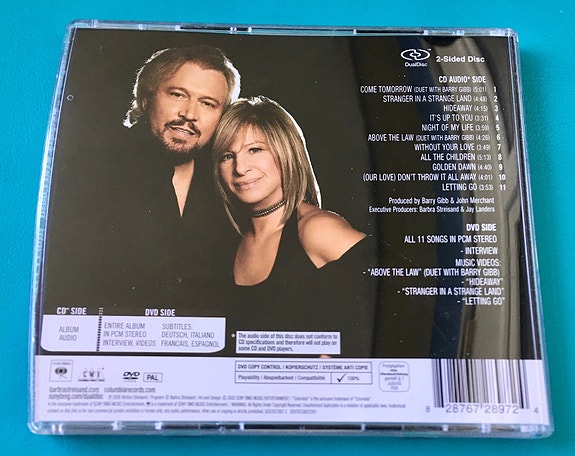 DualDisc
2-Sided Disc
CD AUDIO* SIDE
COME TOMORROW (DUET WITH BARRY GIBB) (5:01) 1
STRANGER IN A STRANGE LAND (4:48) 2
HIDEAWAY (4:15) 3
IT'S UP TO YOU (3:31) 4
NIGHT OF MY LIFE (3:59) 5
ABOVE THE LAW (DUET WITH BARRY GIBB) (4:26) 6
WITHOUT YOUR LOVE (3:49) 7
ALL THE CHILDREN (5:13) 8
GOLDEN DAWN (4:40) 9
(OUR LOVE) DON'T THROW IT ALL AWAY (4:01) 10
LETTING GO (3:53) 11
Produced by Barry Gibb & John Merchant
Executive Producers: Barbra Streisand & Jay Landers
DVD SIDE
ALL 11 SONGS IN PCM STEREO
- INTERVIEW
MUSIC VIDEOS:
- "ABOVE THE LAW" (DUET WITH BARRY GIBB)
- "HIDEAWAY"
- "STRANGER IN A STRANGE LAND"
- "LETTING GO"
CD* SIDE
DVD SIDE
ALBUM
AUDIO
ENTIRE ALBUM
IN PCM STEREO
INTERVIEW, VIDEOS
SUBTITLES:
DEUTSCH, ITALIANO
FRANCAIS, ESPAGNOL
* The audio side of this disc does not conform to
CD specifications and therefore will not play on
some CD and DVD players.
DVD COPY CONTROL / KOPIERSCHUTZ / SYSTÈME ANTI COPIE
Playability / Abspielbarkeit / Compatibilité
✓ 100%
DVD
PAL
barbrastreisand.com
columbiarecords.com
sonybmg.com/dualdisc
8 28767 28972 4